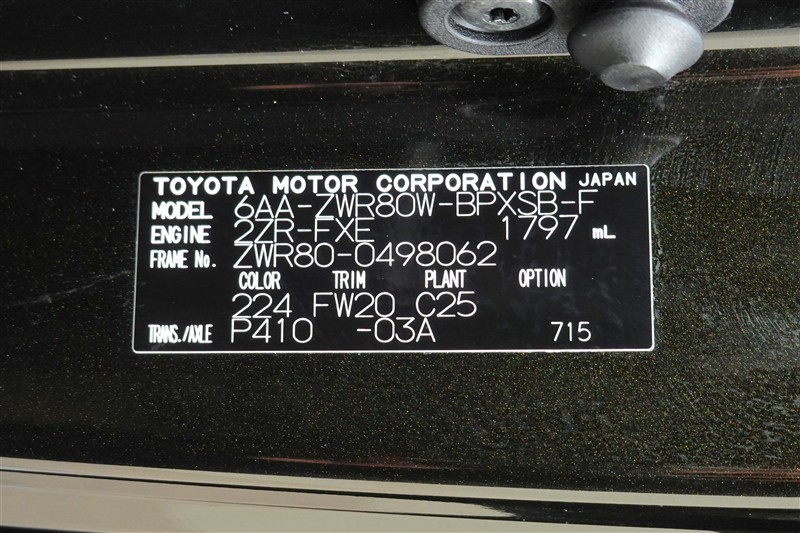 TOYOTA MOTOR CORPORATION JAPAN
MODEL 6AA-ZWR80W-BPXSB-F
ENGINE 2ZR-FXE 1797 mL
FRAME No. ZWR80-0498062
COLOR TRIM PLANT OPTION
224 FW20 C25
TRANS./AXLE P410 -03A 715